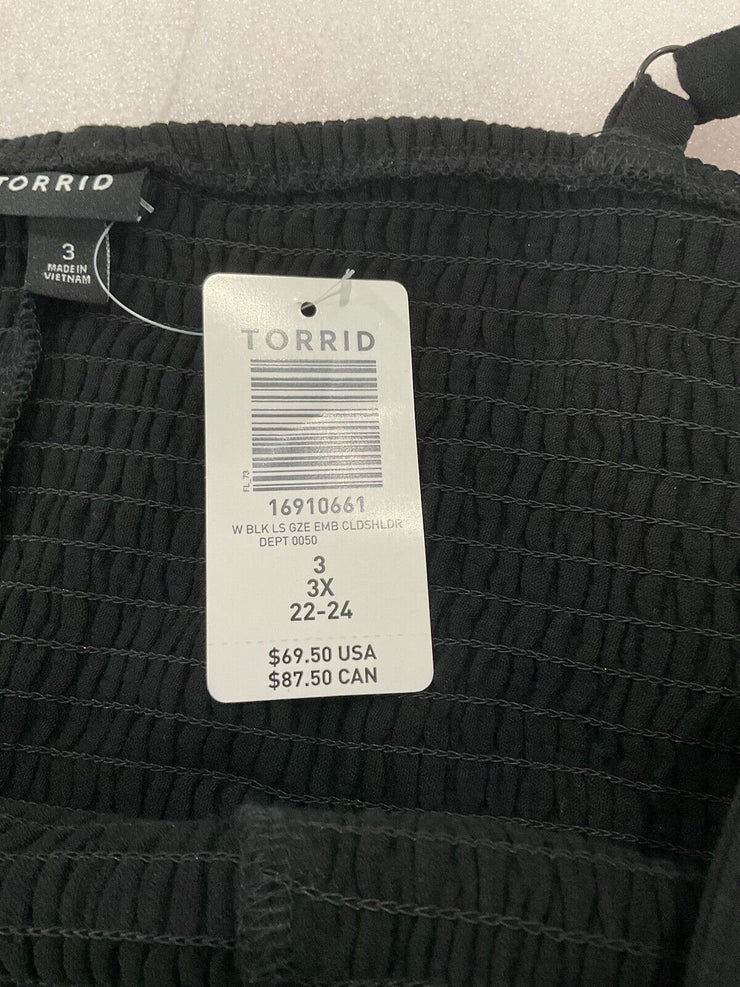 TORRID
3
MADE IN
VIETNAM
TORRID
FL_73
16910661
W BLK LS GZE EMB CLDSHLDR
DEPT 0050
3
3X
22-24
$69.50 USA
$87.50 CAN